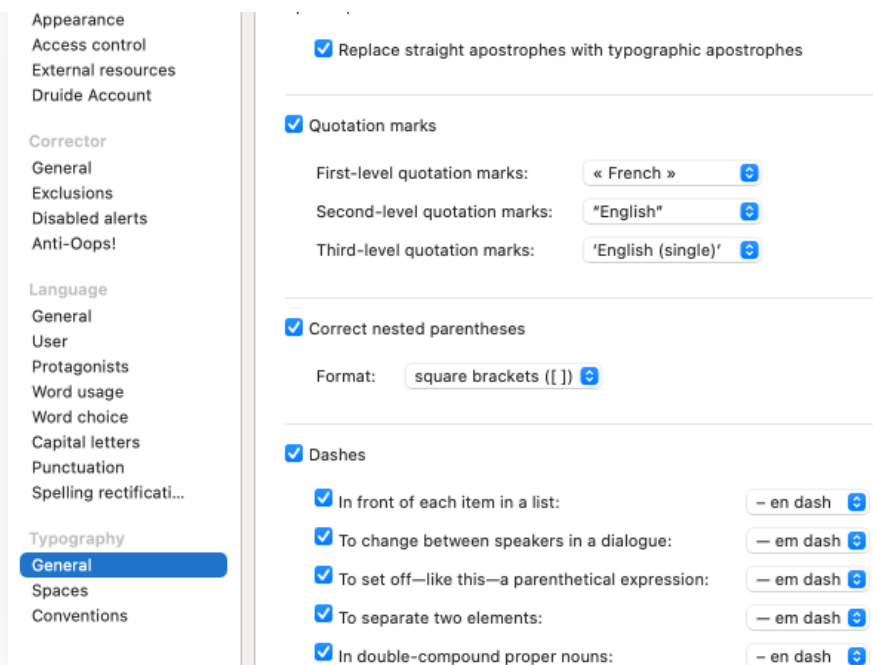 Appearance
Access control
External resources
Druide Account
Corrector
General
Exclusions
Disabled alerts
Anti-Oops!
Language
General
User
Protagonists
Word usage
Word choice
Capital letters
Punctuation
Spelling rectificati...
Typography
General
Spaces
Conventions
Replace straight apostrophes with typographic apostrophes
Quotation marks
First-level quotation marks: « French »
Second-level quotation marks: “English”
Third-level quotation marks: ‘English (single)’
Correct nested parentheses
Format: square brackets ([ ])
Dashes
In front of each item in a list: – en dash
To change between speakers in a dialogue: — em dash
To set off—like this—a parenthetical expression: — em dash
To separate two elements: — em dash
In double-compound proper nouns: – en dash